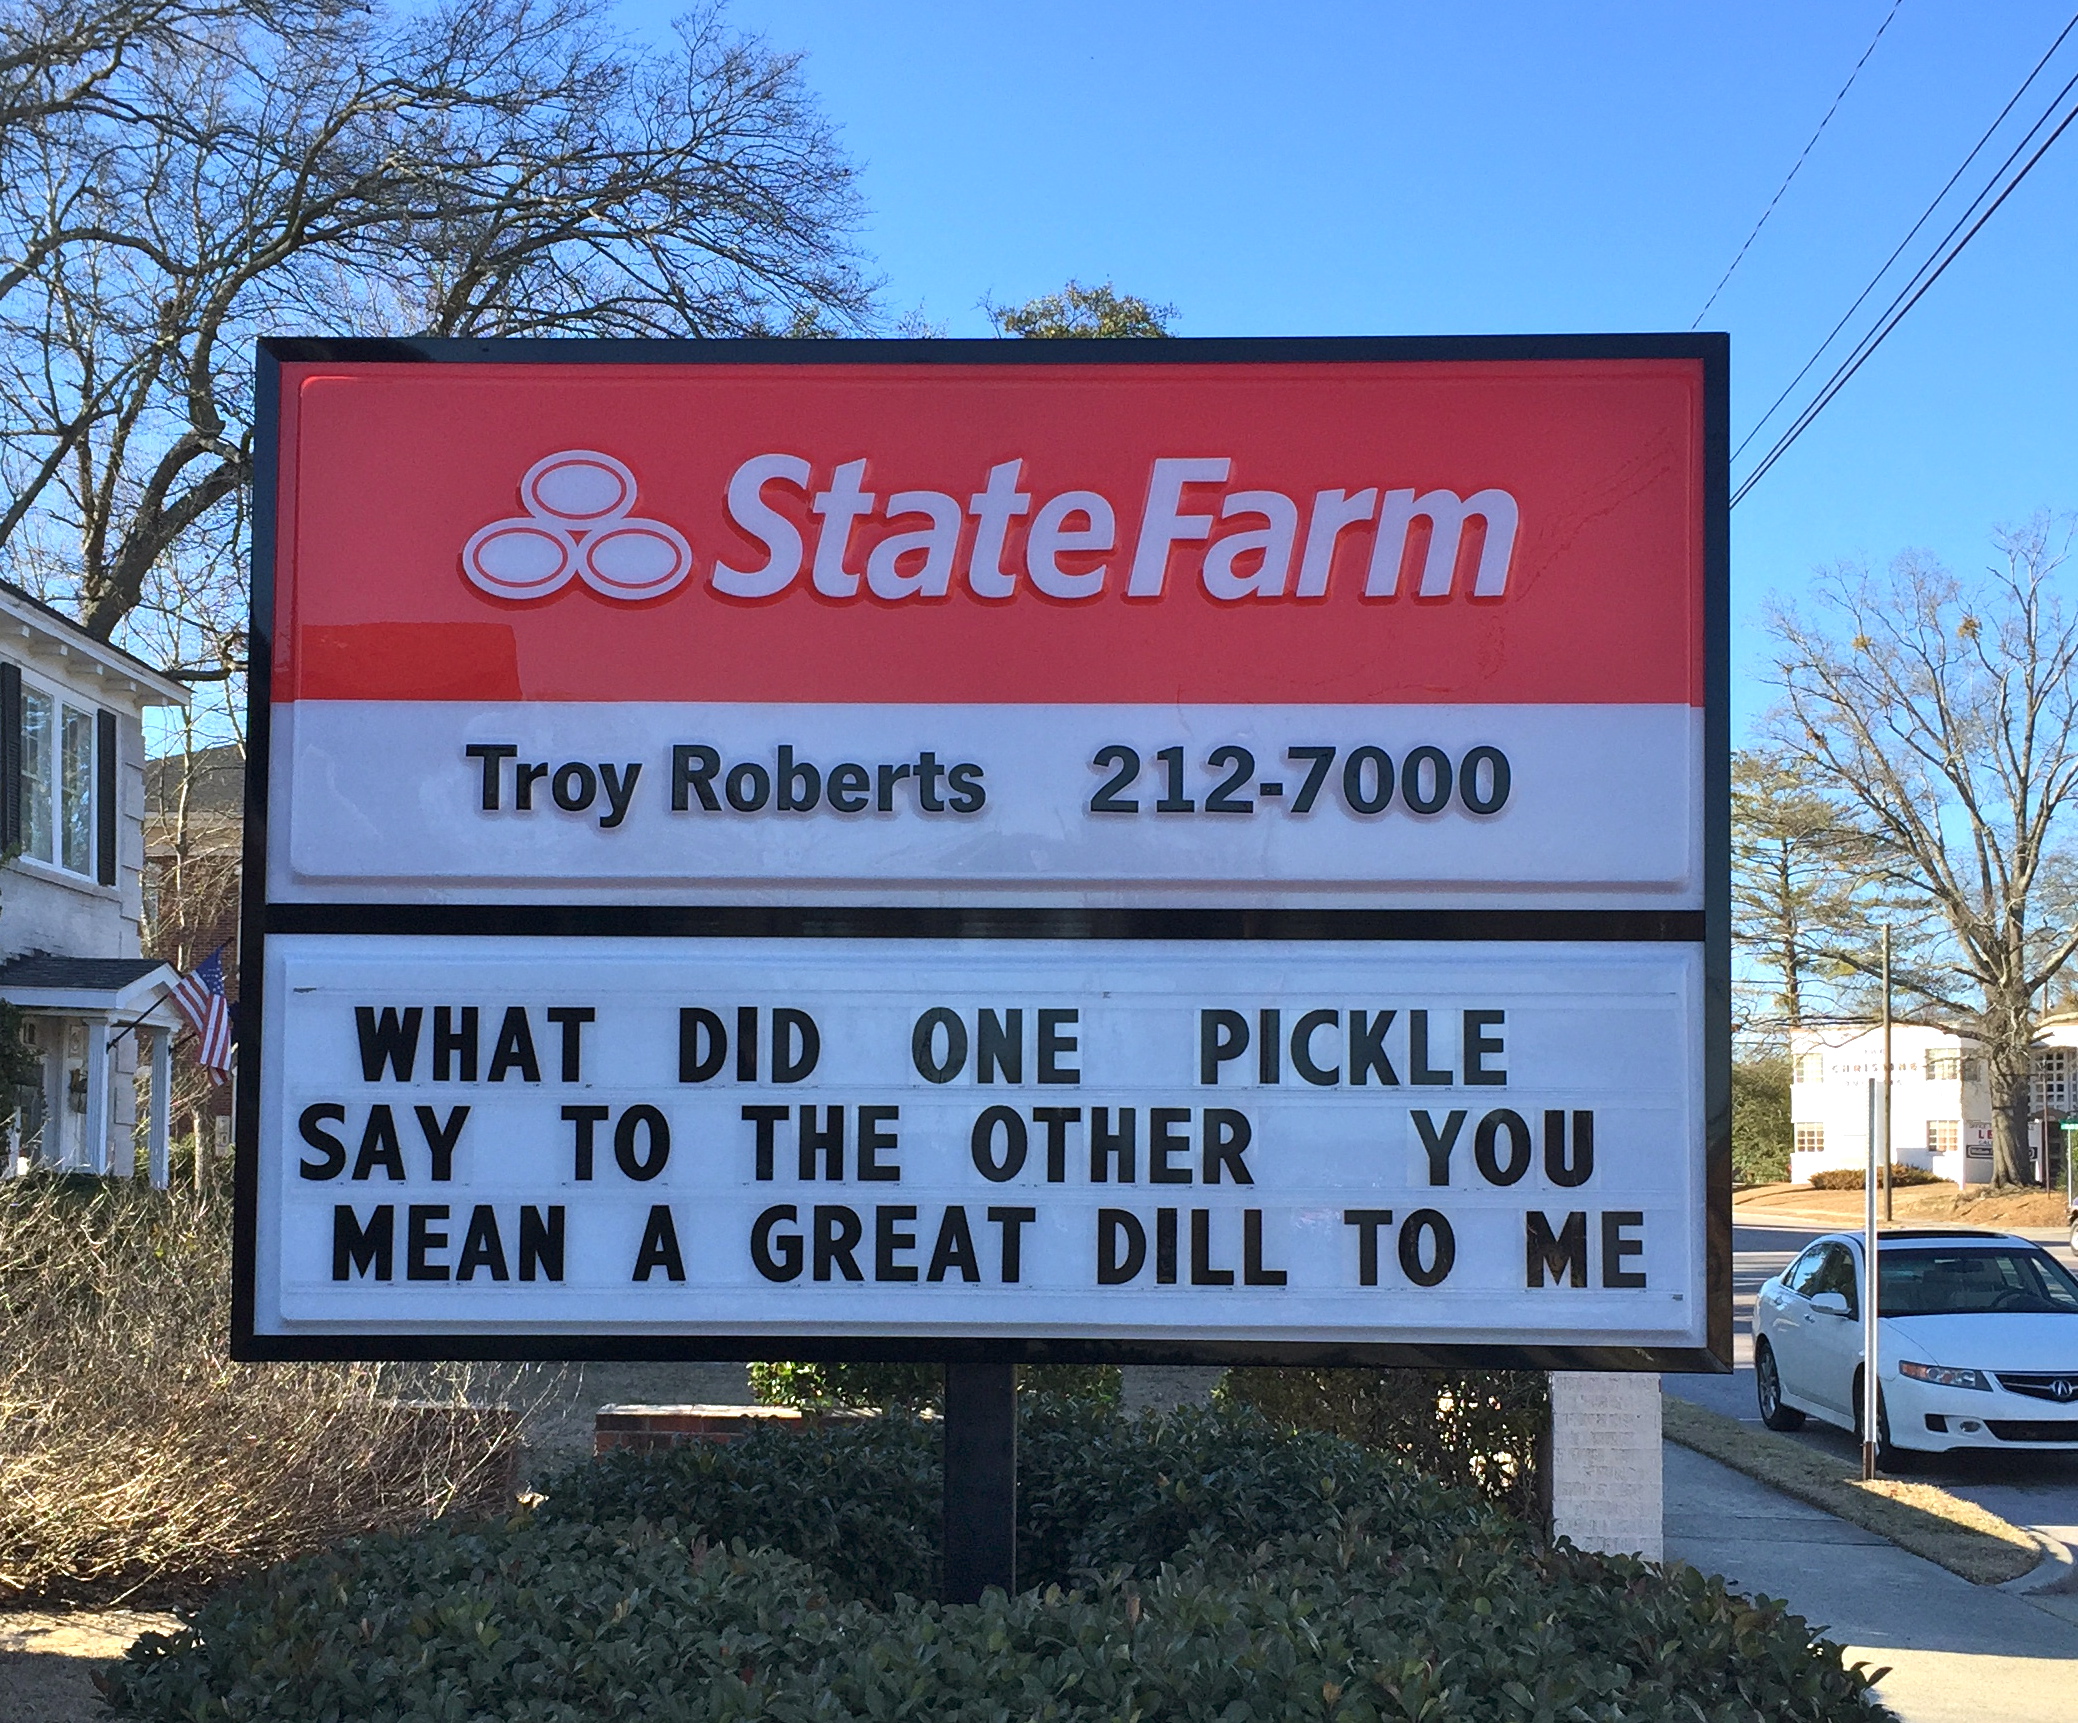 State Farm
Troy Roberts 212-7000
WHAT DID ONE PICKLE
SAY TO THE OTHER YOU
MEAN A GREAT DILL TO ME